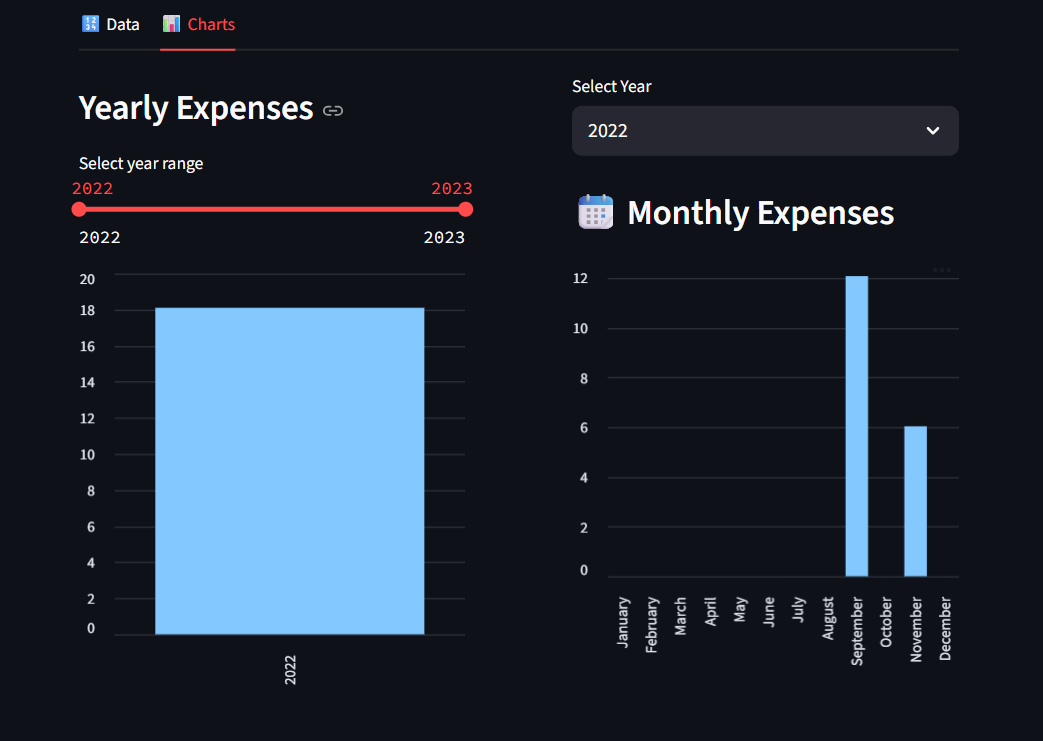 Data Charts
Yearly Expenses
Select year range
2022 2023
2022 2023
20
18
16
14
12
10
8
6
4
2
0
2022
Select Year
2022
Monthly Expenses
12
10
8
6
4
2
0
January
February
March
April
May
June
July
August
September
October
November
December